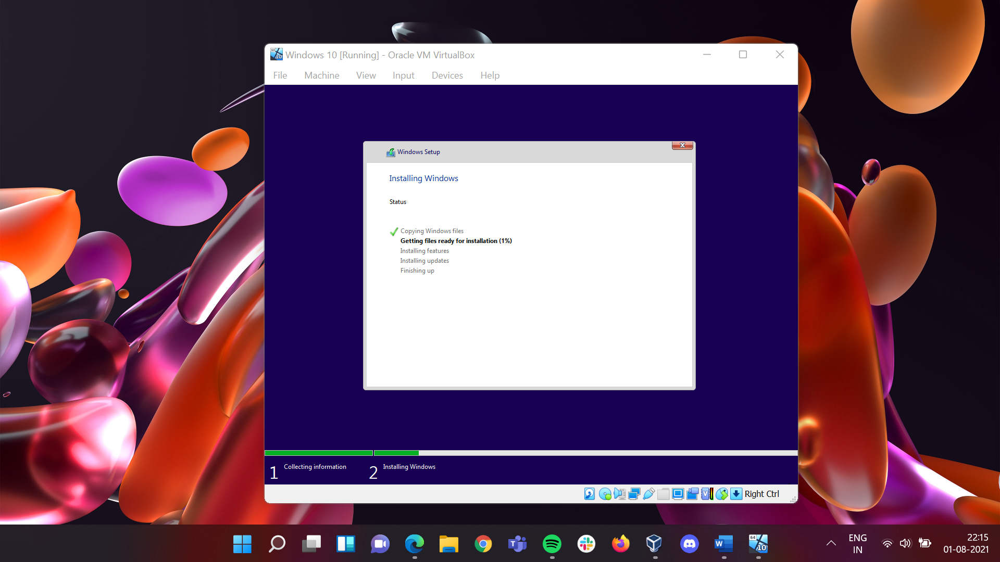 Windows 10 [Running] - Oracle VM VirtualBox
File Machine View Input Devices Help
Windows Setup
Installing Windows
Status
Copying Windows files
Getting files ready for installation (1%)
Installing features
Installing updates
Finishing up
1 Collecting information 2 Installing Windows
Right Ctrl
ENG
IN
22:15
01-08-2021